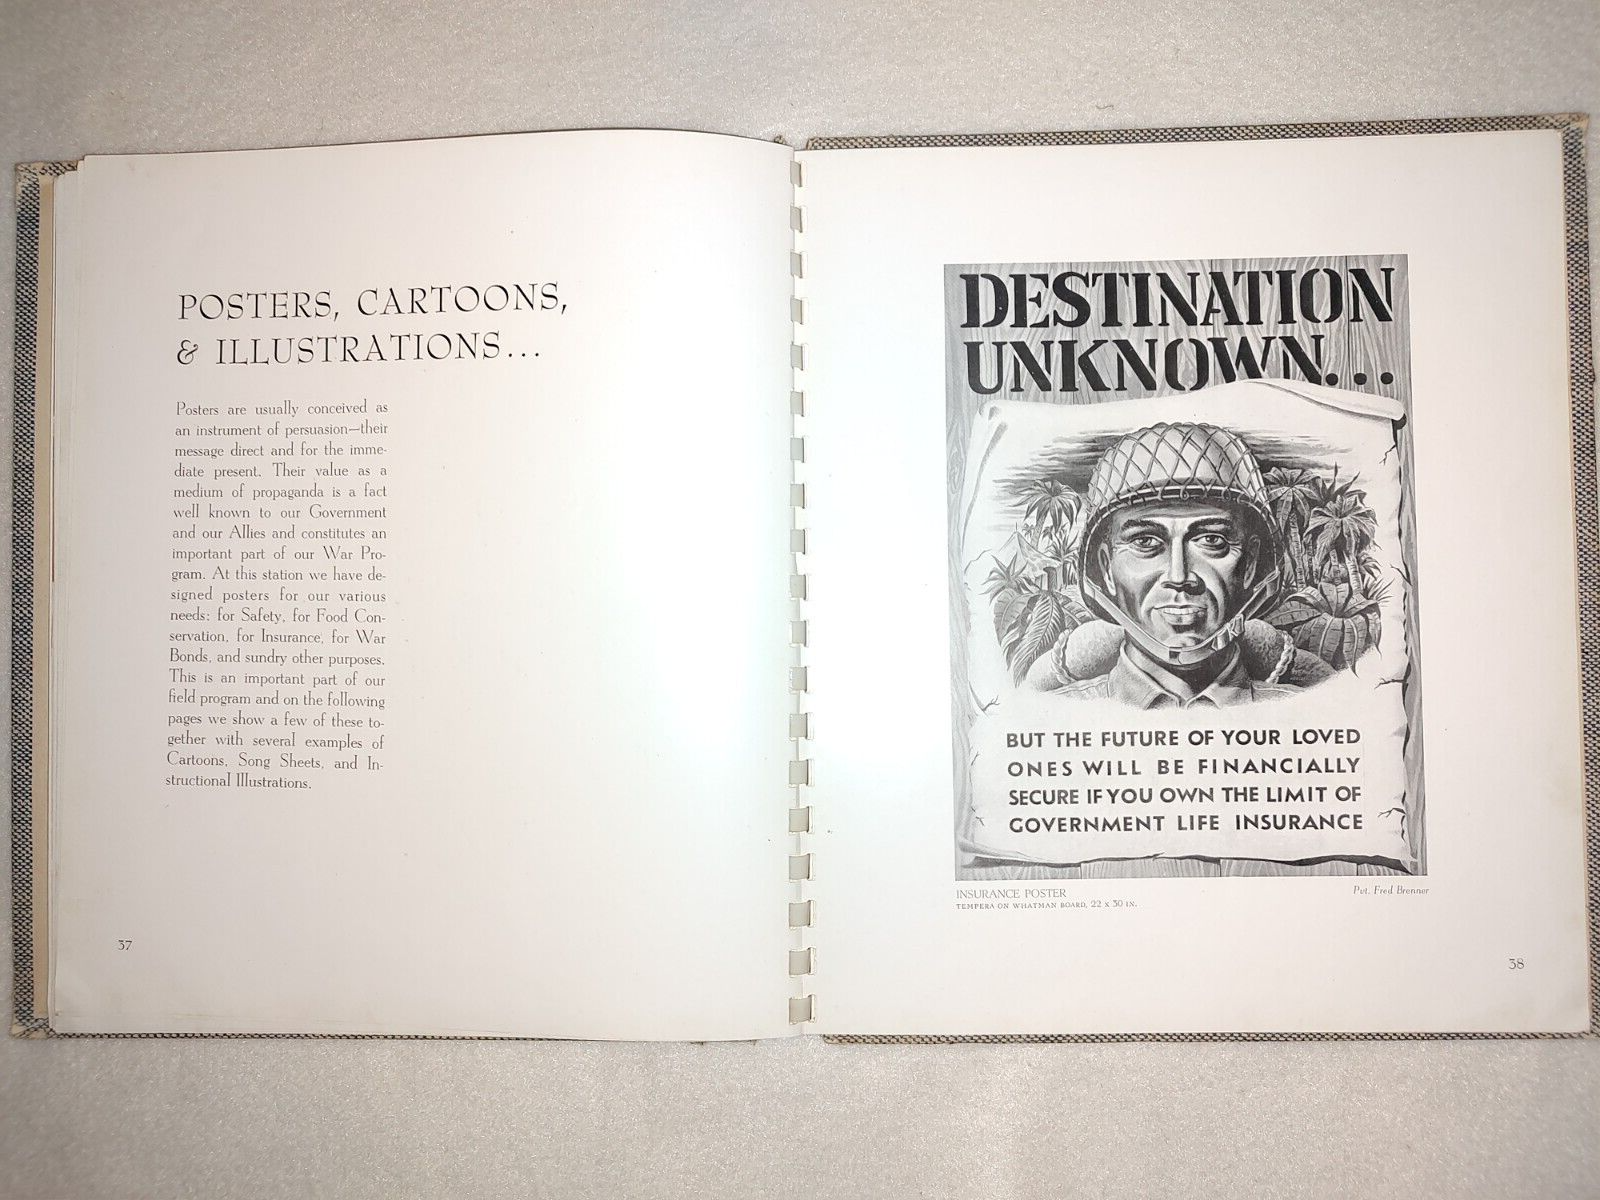 POSTERS, CARTOONS,
& ILLUSTRATIONS...
Posters are usually conceived as
an instrument of persuasion—their
message direct and for the imme-
diate present. Their value as a
medium of propaganda is a fact
well known to our Government
and our Allies and constitutes an
important part of our War Pro-
gram. At this station we have de-
signed posters for our various
needs: for Safety, for Food Con-
servation, for Insurance, for War
Bonds, and sundry other purposes.
This is an important part of our
field program and on the following
pages we show a few of these to-
gether with several examples of
Cartoons, Song Sheets, and In-
structional Illustrations.
37
DESTINATION
UNKNOWN...
BUT THE FUTURE OF YOUR LOVED
ONES WILL BE FINANCIALLY
SECURE IF YOU OWN THE LIMIT OF
GOVERNMENT LIFE INSURANCE
INSURANCE POSTER
TEMPERA ON WHATMAN BOARD, 22 x 30 IN.
Pvt. Fred Brenner
38